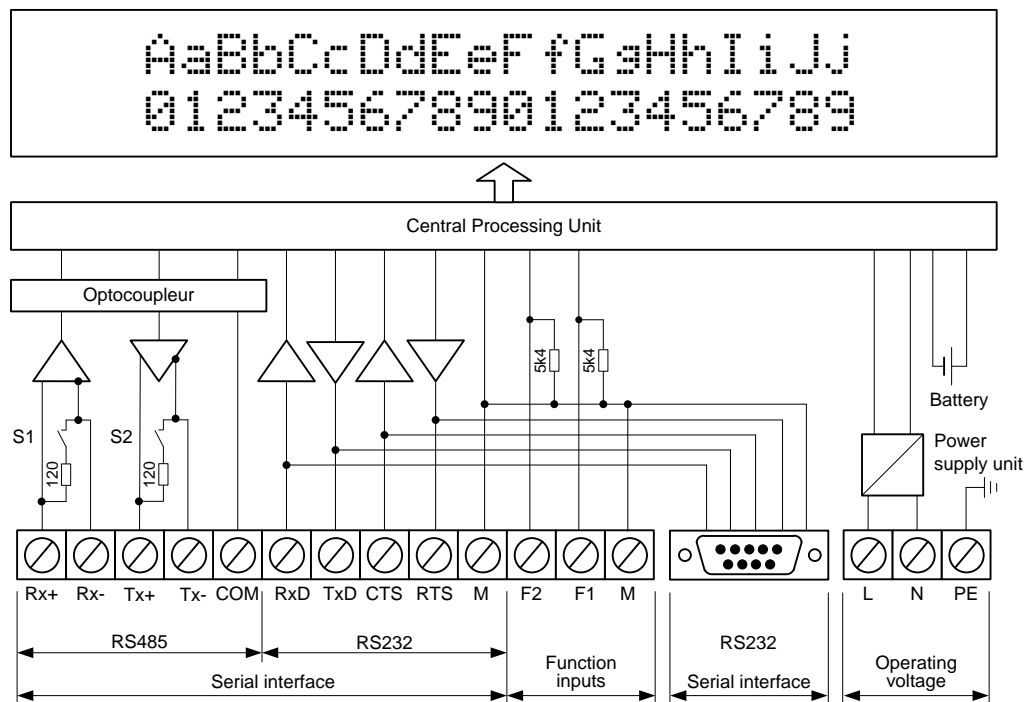 AaBbCcDdEeFfGgHhIiJj
01234567890123456789
Central Processing Unit
Optocoupleur
5k4
5k4
Battery
S1
S2
120
120
Power
supply unit
Rx+ Rx- Tx+ Tx- COM RxD TxD CTS RTS M F2 F1 M L N PE
RS485
RS232
Function
inputs
RS232
Operating
voltage
Serial interface
Serial interface